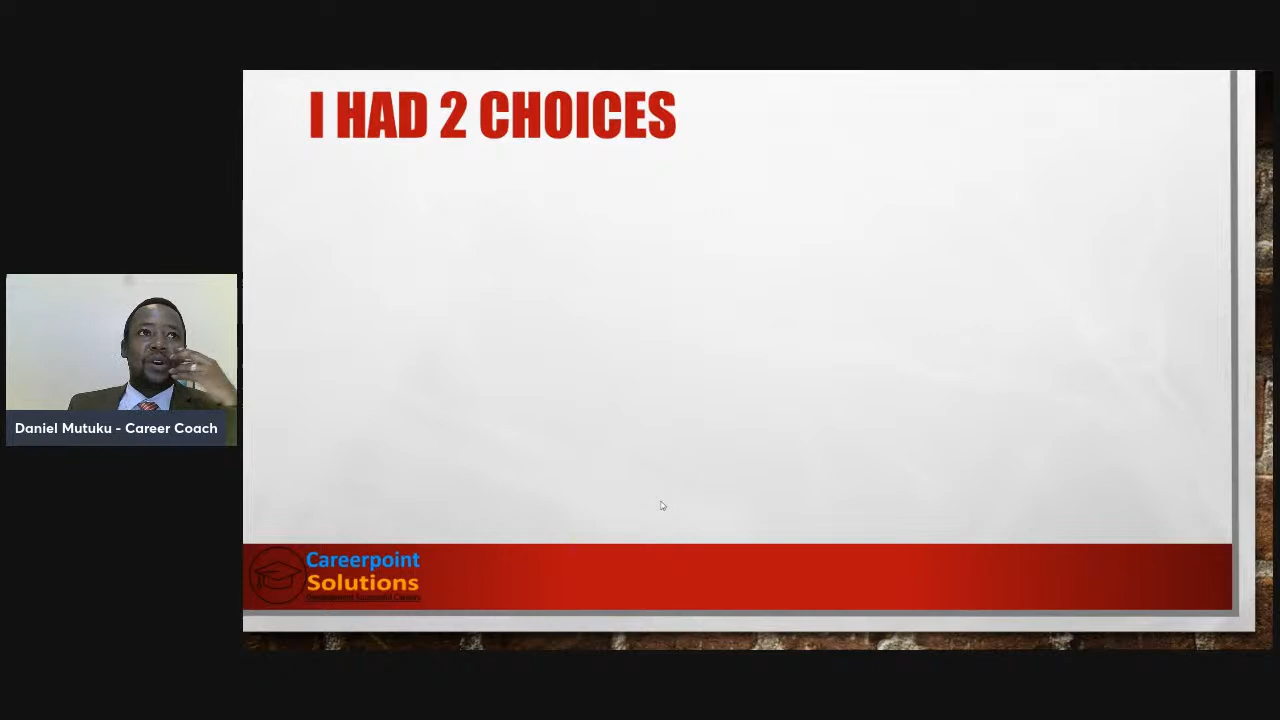 I HAD 2 CHOICES
Daniel Mutuku - Career Coach
Careerpoint
Solutions